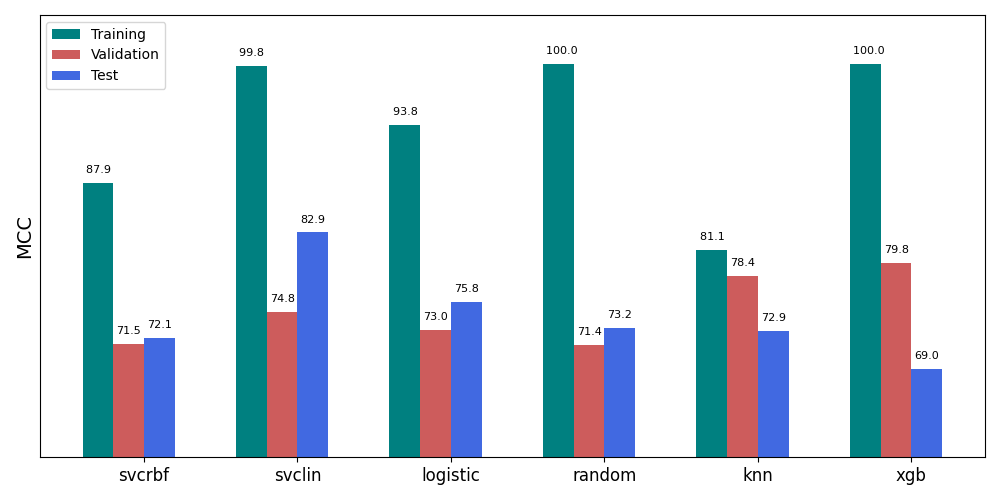 Training
Validation
Test
MCC
87.9
71.5
72.1
99.8
74.8
82.9
93.8
73.0
75.8
100.0
71.4
73.2
81.1
78.4
72.9
100.0
79.8
69.0
svcrbf
svclin
logistic
random
knn
xgb